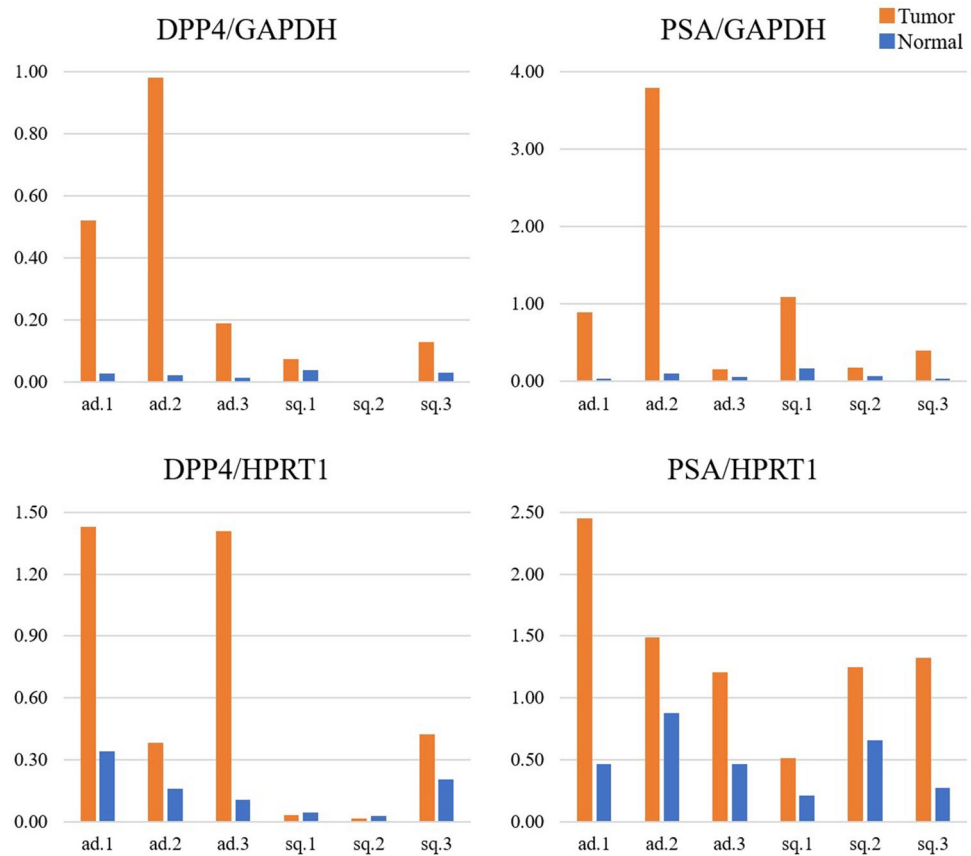 DPP4/GAPDH
1.00
0.80
0.60
0.40
0.20
0.00
ad.1 ad.2 ad.3 sq.1 sq.2 sq.3
PSA/GAPDH
Tumor
Normal
4.00
3.00
2.00
1.00
0.00
ad.1 ad.2 ad.3 sq.1 sq.2 sq.3
DPP4/HPRT1
1.50
1.20
0.90
0.60
0.30
0.00
ad.1 ad.2 ad.3 sq.1 sq.2 sq.3
PSA/HPRT1
2.50
2.00
1.50
1.00
0.50
0.00
ad.1 ad.2 ad.3 sq.1 sq.2 sq.3